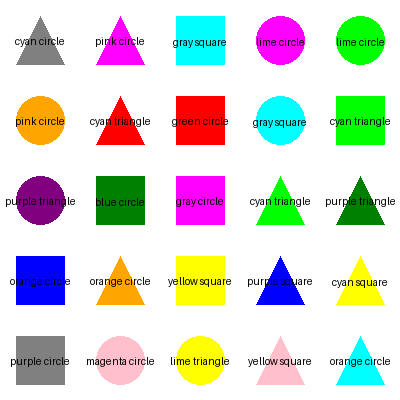 cyan circle
pink circle
gray square
lime circle
lime circle
pink circle
cyan triangle
green circle
gray square
cyan triangle
purple triangle
blue circle
gray circle
cyan triangle
purple triangle
orange circle
orange circle
yellow square
purple square
cyan square
purple circle
magenta circle
lime triangle
yellow square
orange circle